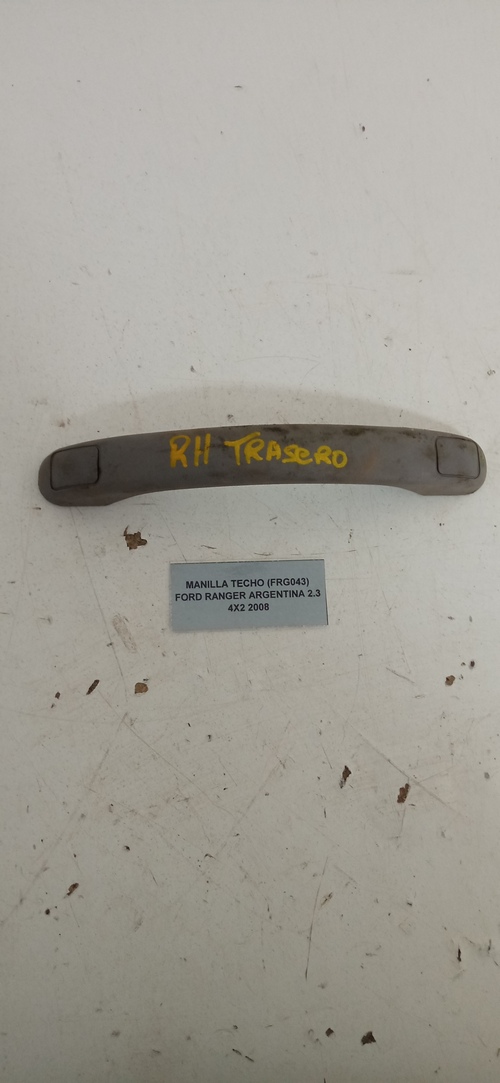 RH TRASERO
MANILLA TECHO (FRG043)
FORD RANGER ARGENTINA 2.3
4X2 2008